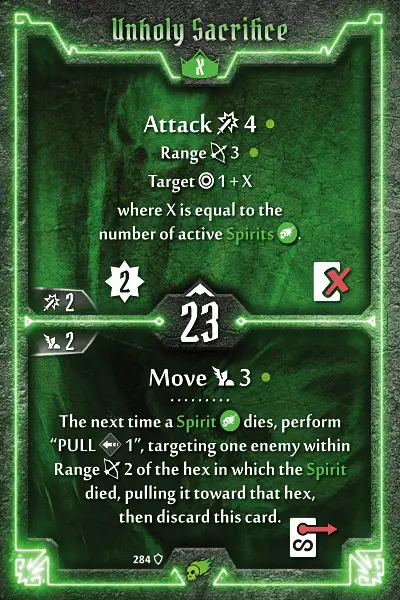 Unholy Sacrifice
X
Attack 4
Range 3
Target 1 + X
where X is equal to the
number of active Spirits.
2
2
23
2
Move 3
The next time a Spirit dies, perform
“PULL 1”, targeting one enemy within
Range 2 of the hex in which the Spirit
died, pulling it toward that hex,
then discard this card.
284